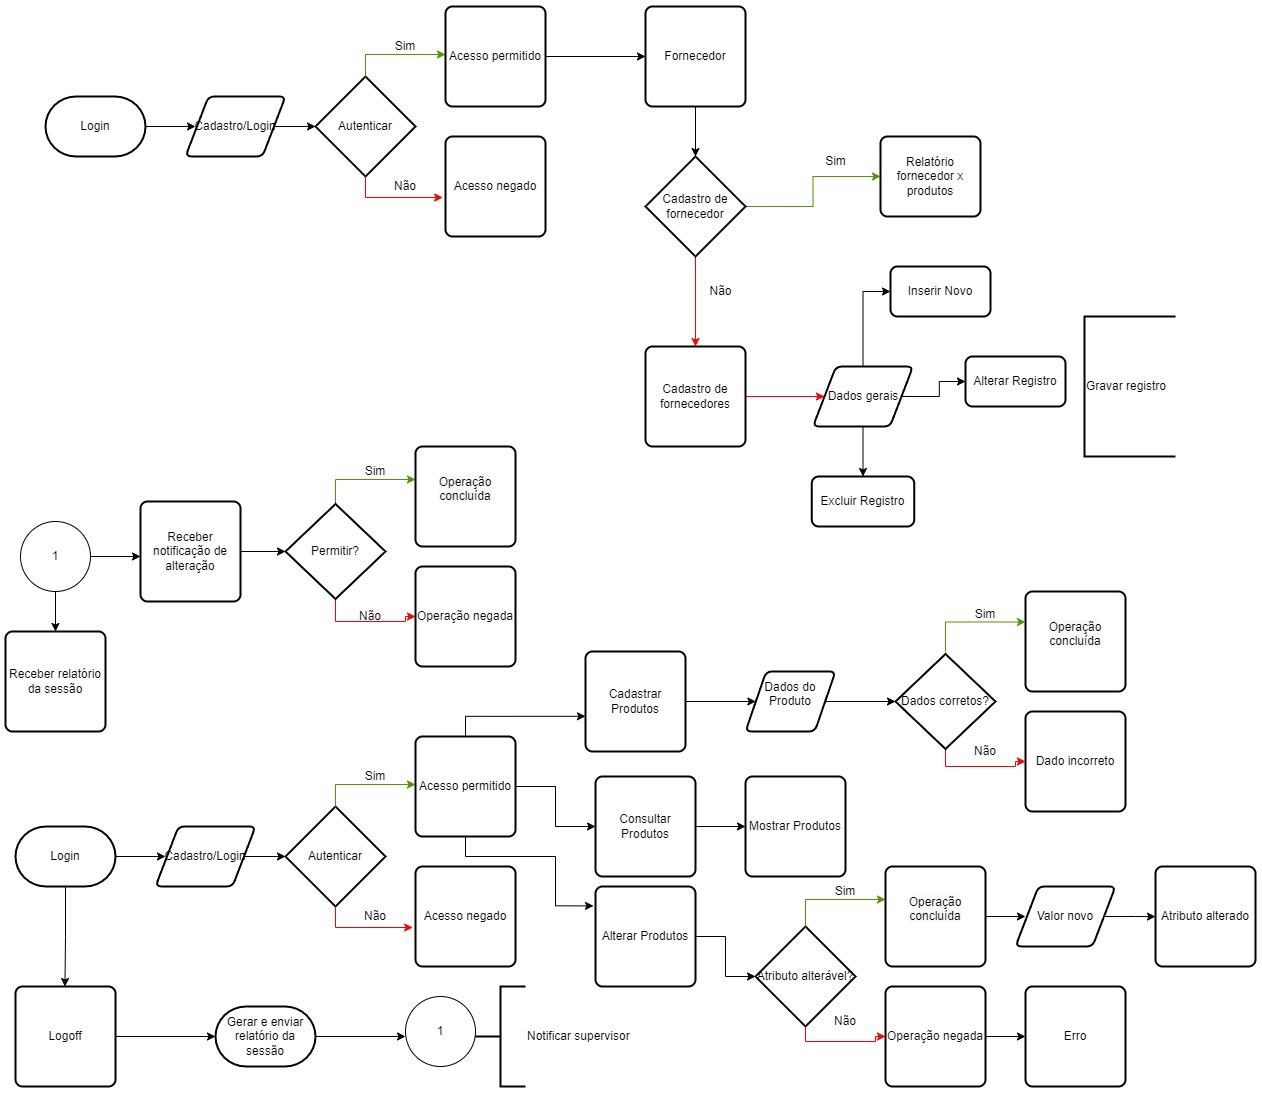 Login
Cadastro/Login
Autenticar
Sim
Não
Acesso permitido
Acesso negado
Fornecedor
Cadastro de
fornecedor
Sim
Relatório
fornecedor x
produtos
Não
Cadastro de
fornecedores
Dados gerais
Inserir Novo
Alterar Registro
Excluir Registro
Gravar registro
1
Receber
notificação de
alteração
Permitir?
Sim
Operação
concluída
Não
Operação negada
Receber relatório
da sessão
Login
Cadastro/Login
Autenticar
Sim
Acesso permitido
Não
Acesso negado
Cadastrar
Produtos
Dados do
Produto
Dados corretos?
Sim
Operação
concluída
Não
Dado incorreto
Consultar
Produtos
Mostrar Produtos
Alterar Produtos
Atributo alterável?
Sim
Operação
concluída
Valor novo
Atributo alterado
Não
Operação negada
Erro
Logoff
Gerar e enviar
relatório da
sessão
1
Notificar supervisor